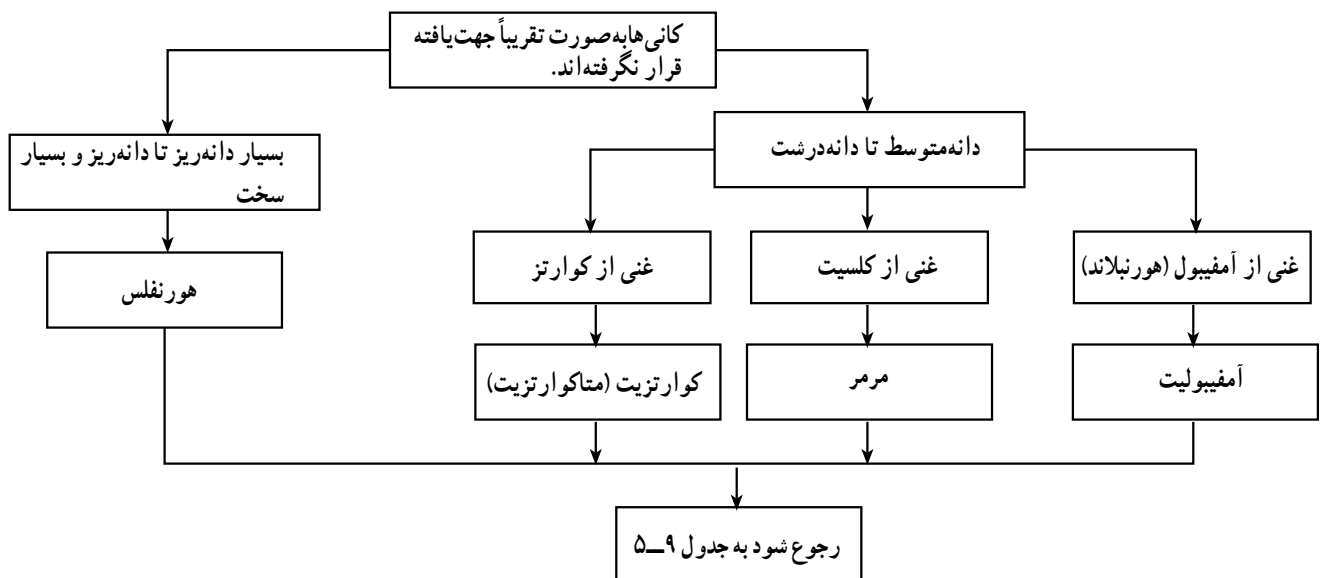 کانی‌هابه‌صورت تقریباً جهت‌یافته
قرار نگرفته‌اند.
دانه‌متوسط تا دانه‌درشت
بسیار دانه‌ریز تا دانه‌ریز و بسیار
سخت
غنی از آمفیبول (هورنبلاند)
غنی از کلسیت
غنی از کوارتز
هورنفلس
آمفیبولیت
مرمر
کوارتزیت (متاکوارتزیت)
رجوع شود به جدول ۹ــ۵